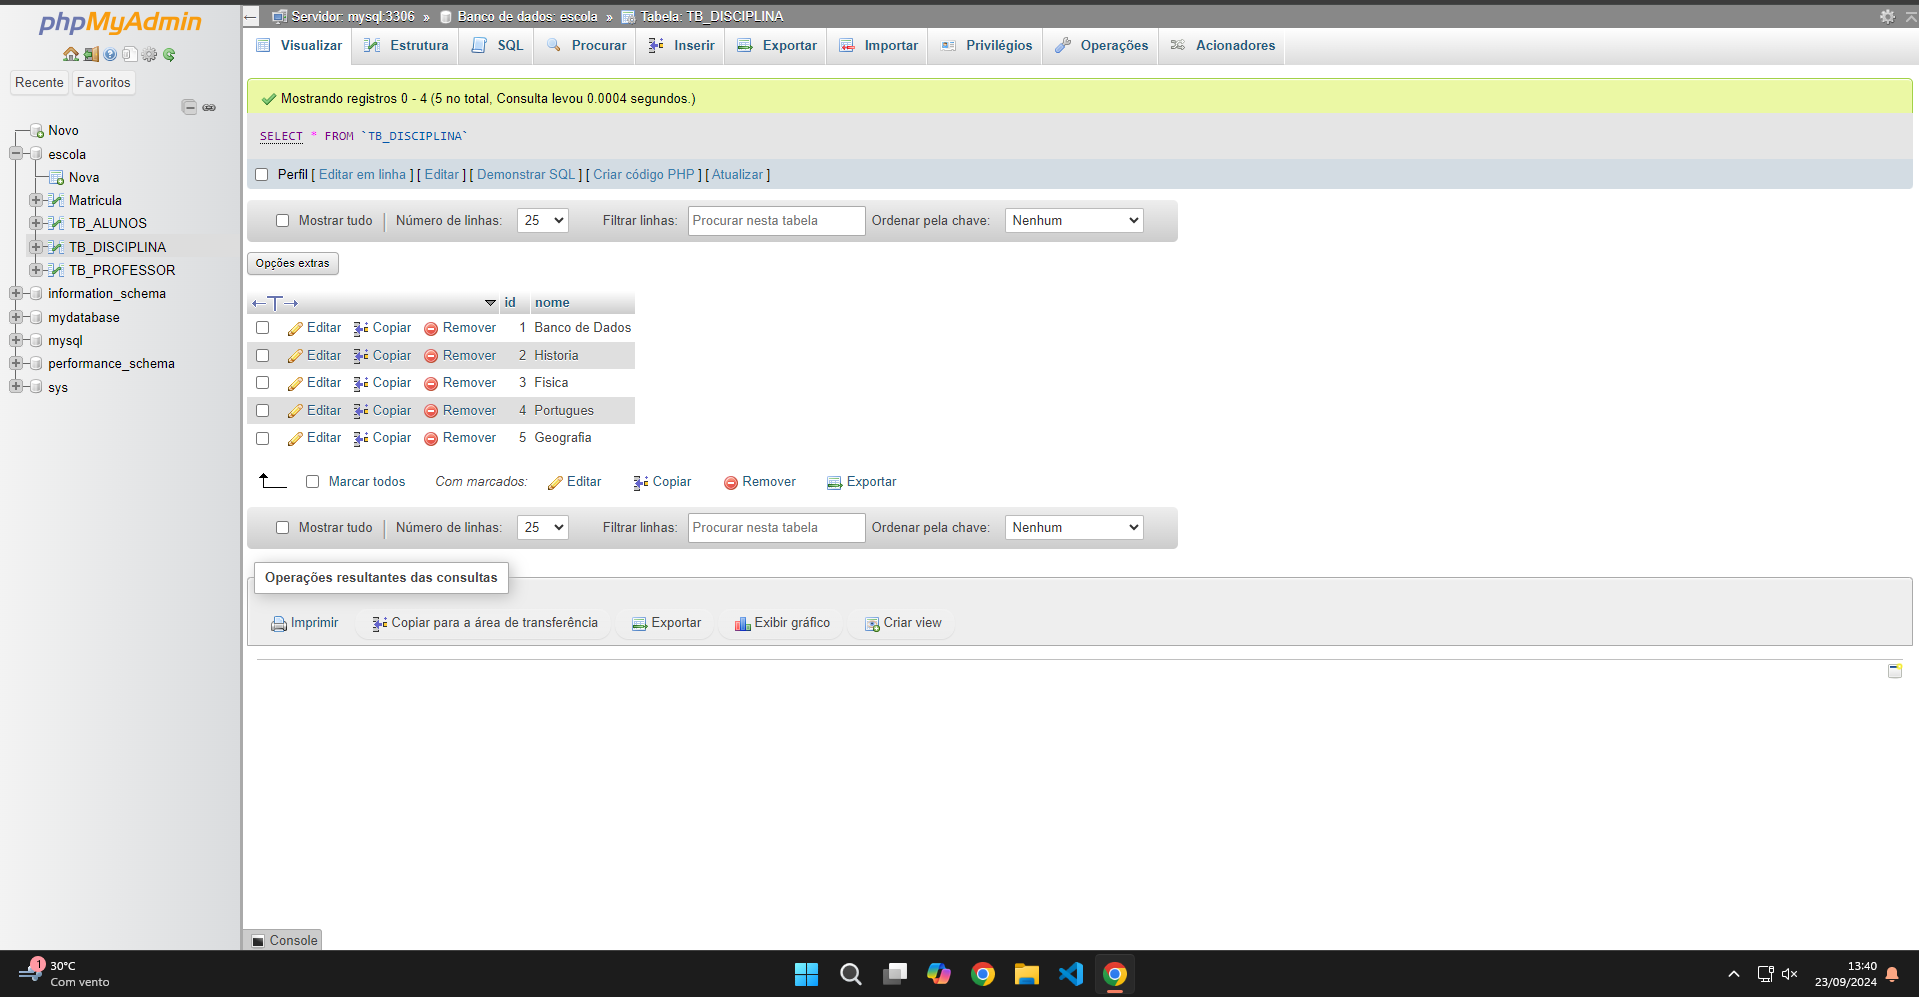 phpMyAdmin
Recente Favoritos
Novo
escola
Nova
Matricula
TB_ALUNOS
TB_DISCIPLINA
TB_PROFESSOR
information_schema
mydatabase
mysql
performance_schema
sys
Servidor: mysql:3306 » Banco de dados: escola » Tabela: TB_DISCIPLINA
Visualizar Estrutura SQL Procurar Inserir Exportar Importar Privilégios Operações Acionadores
Mostrando registros 0 - 4 (5 no total, Consulta levou 0.0004 segundos.)
SELECT * FROM `TB_DISCIPLINA`
Perfil [ Editar em linha ] [ Editar ] [ Demonstrar SQL ] [ Criar código PHP ] [ Atualizar ]
Mostrar tudo Número de linhas: 25 Filtrar linhas: Procurar nesta tabela Ordenar pela chave: Nenhum
Opções extras
←T→ id nome
Editar Copiar Remover 1 Banco de Dados
Editar Copiar Remover 2 Historia
Editar Copiar Remover 3 Fisica
Editar Copiar Remover 4 Portugues
Editar Copiar Remover 5 Geografia
Marcar todos Com marcados: Editar Copiar Remover Exportar
Mostrar tudo Número de linhas: 25 Filtrar linhas: Procurar nesta tabela Ordenar pela chave: Nenhum
Operações resultantes das consultas
Imprimir Copiar para a área de transferência Exportar Exibir gráfico Criar view
Console
1 30°C
Com vento
13:40
23/09/2024